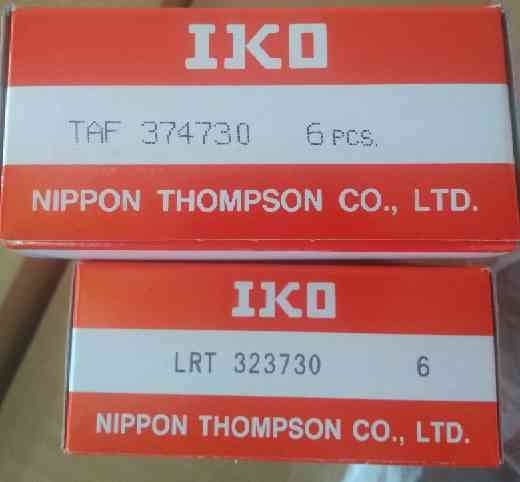 IKO
TAF 374730 6 PCS.
NIPPON THOMPSON CO., LTD.
IKO
LRT 323730 6
NIPPON THOMPSON CO., LTD.